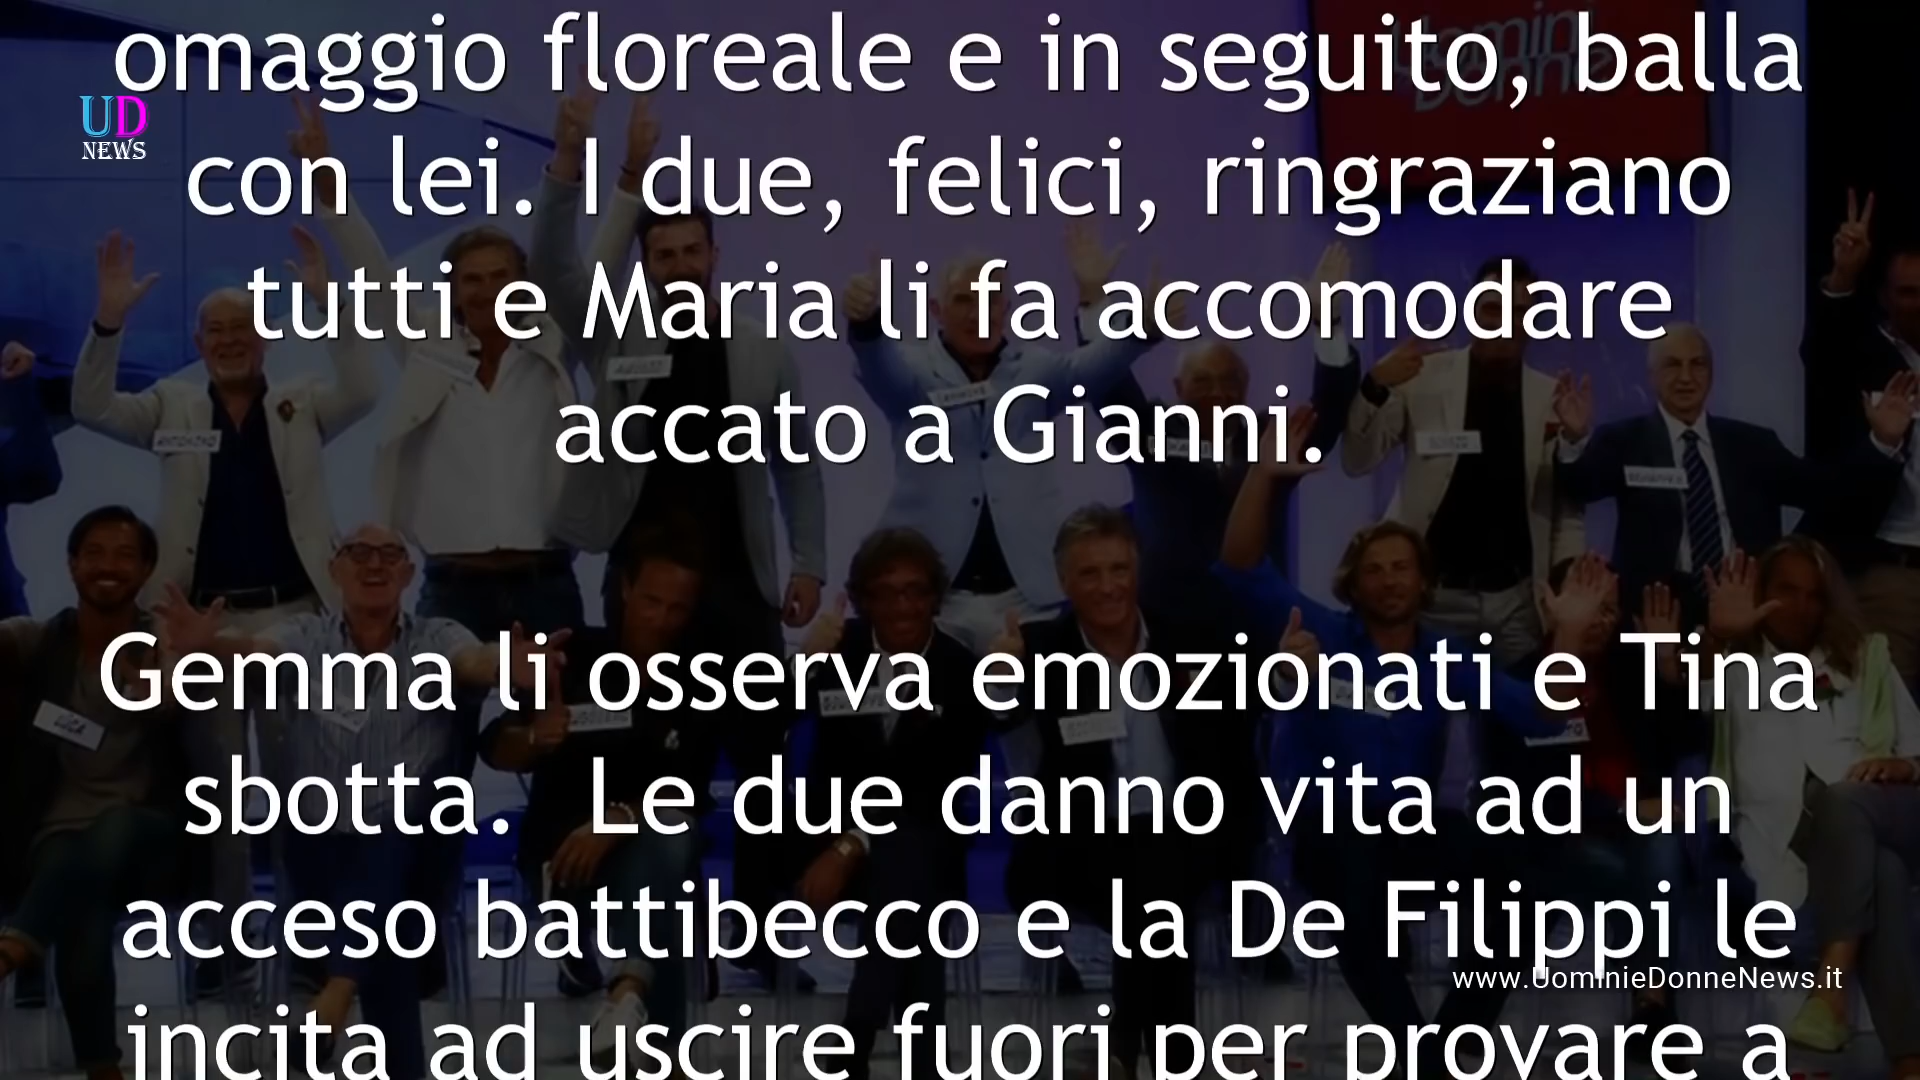 omaggio floreale e in seguito, balla
UD
NEWS
con lei. I due, felici, ringraziano
tutti e Maria li fa accomodare
accato a Gianni.
Gemma li osserva emozionati e Tina
sbotta.  Le due danno vita ad un
acceso battibecco e la De Filippi le
www.UominieDonneNews.it
incita ad uscire fuori per provare a